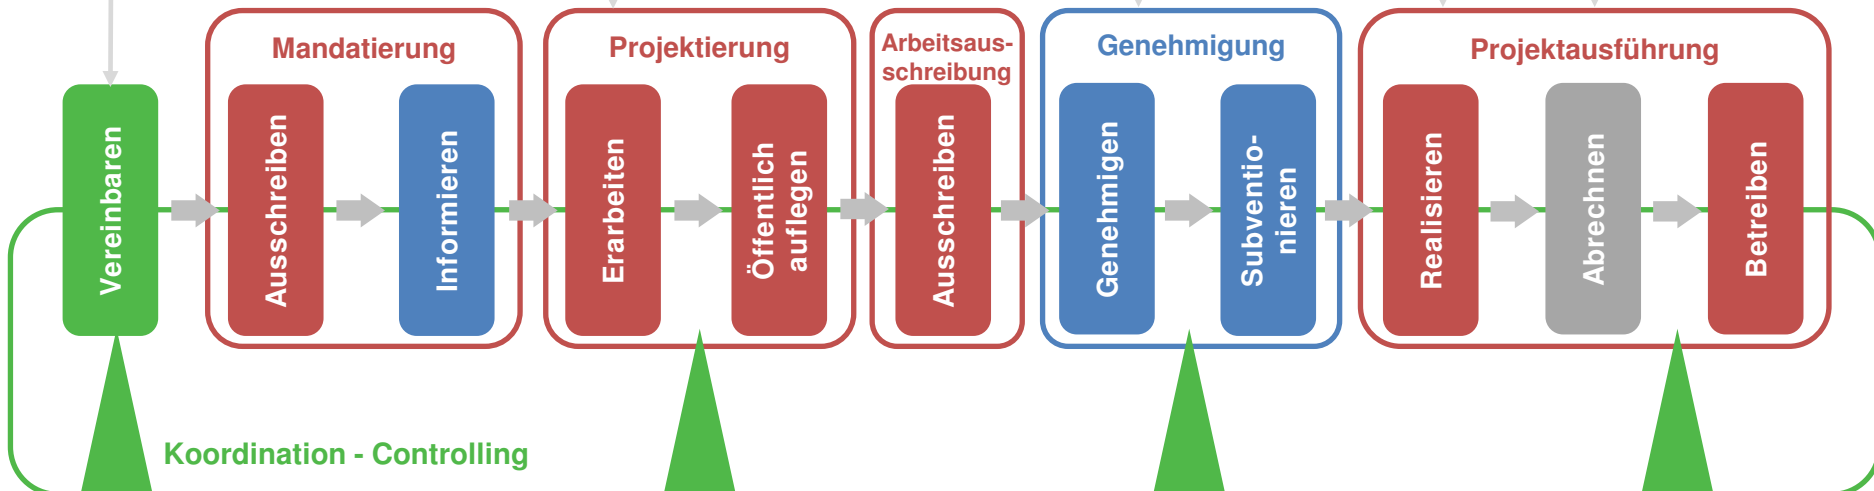 Mandatierung
Projektierung
Arbeitsaus-
schreibung
Genehmigung
Projektausführung
Vereinbaren
Ausschreiben
Informieren
Erarbeiten
Öffentlich
auflegen
Ausschreiben
Genehmigen
Subventio-
nieren
Realisieren
Abrechnen
Betreiben
Koordination - Controlling